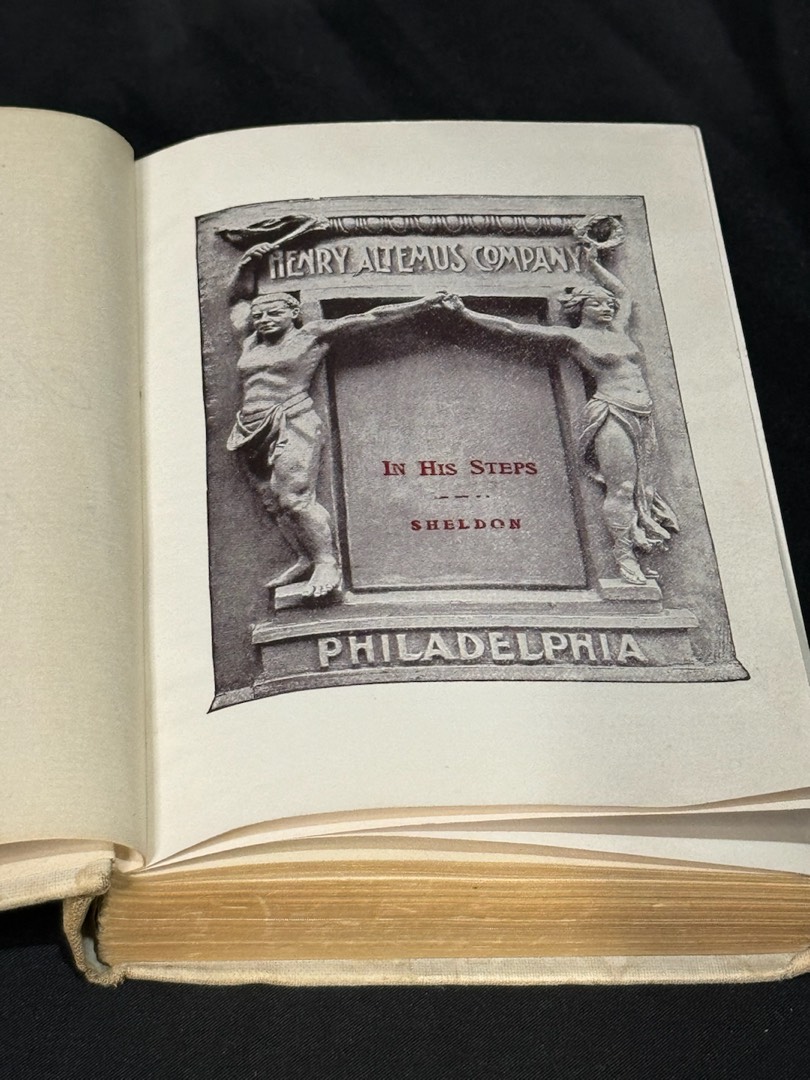 HENRY ALTEMUS COMPANY
IN HIS STEPS
SHELDON
PHILADELPHIA